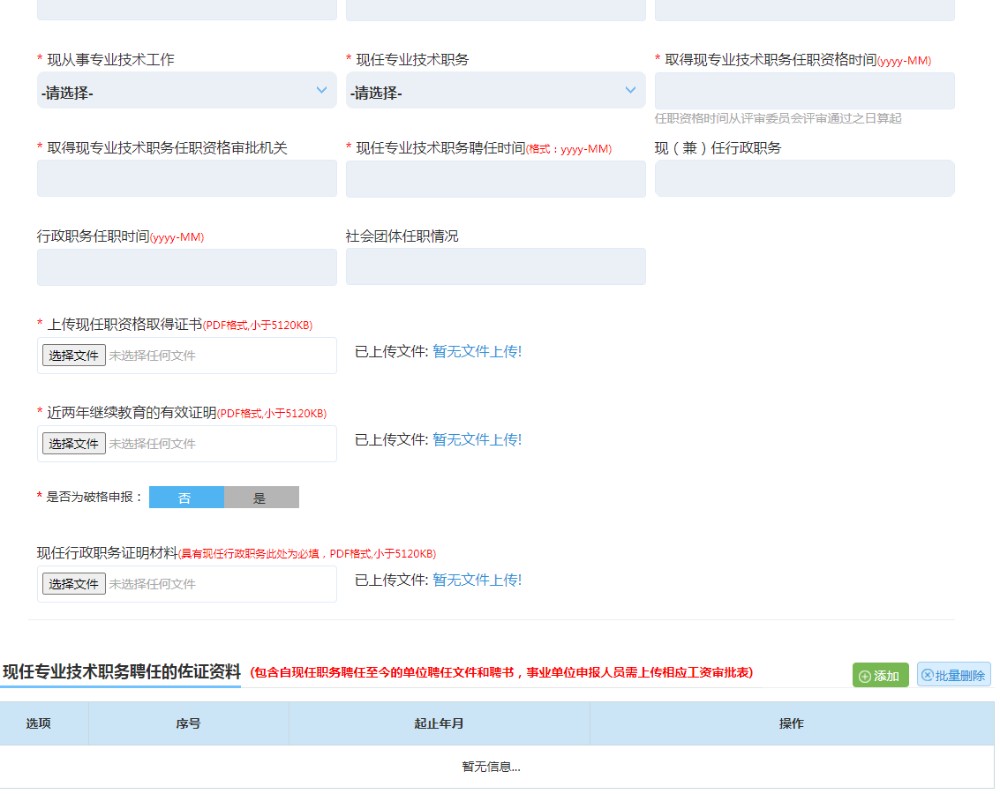 * 现从事专业技术工作
* 现任专业技术职务
* 取得现专业技术职务任职资格时间(yyyy-MM)
-请选择-
-请选择-
任职资格时间从评审委员会评审通过之日算起
* 取得现专业技术职务任职资格审批机关
* 现任专业技术职务聘任时间(格式：yyyy-MM)
现（兼）任行政职务
行政职务任职时间(yyyy-MM)
社会团体任职情况
* 上传现任职资格取得证书(PDF格式,小于5120KB)
选择文件 未选择任何文件
已上传文件: 暂无文件上传!
* 近两年继续教育的有效证明(PDF格式,小于5120KB)
选择文件 未选择任何文件
已上传文件: 暂无文件上传!
* 是否为破格申报： 否 是
现任行政职务证明材料(具有现任行政职务此处为必填，PDF格式,小于5120KB)
选择文件 未选择任何文件
已上传文件: 暂无文件上传!
现任专业技术职务聘任的佐证资料 (包含自现任职务聘任至今的单位聘任文件和聘书，事业单位申报人员需上传相应工资审批表)
添加
批量删除
选项 序号 起止年月 操作
暂无信息...